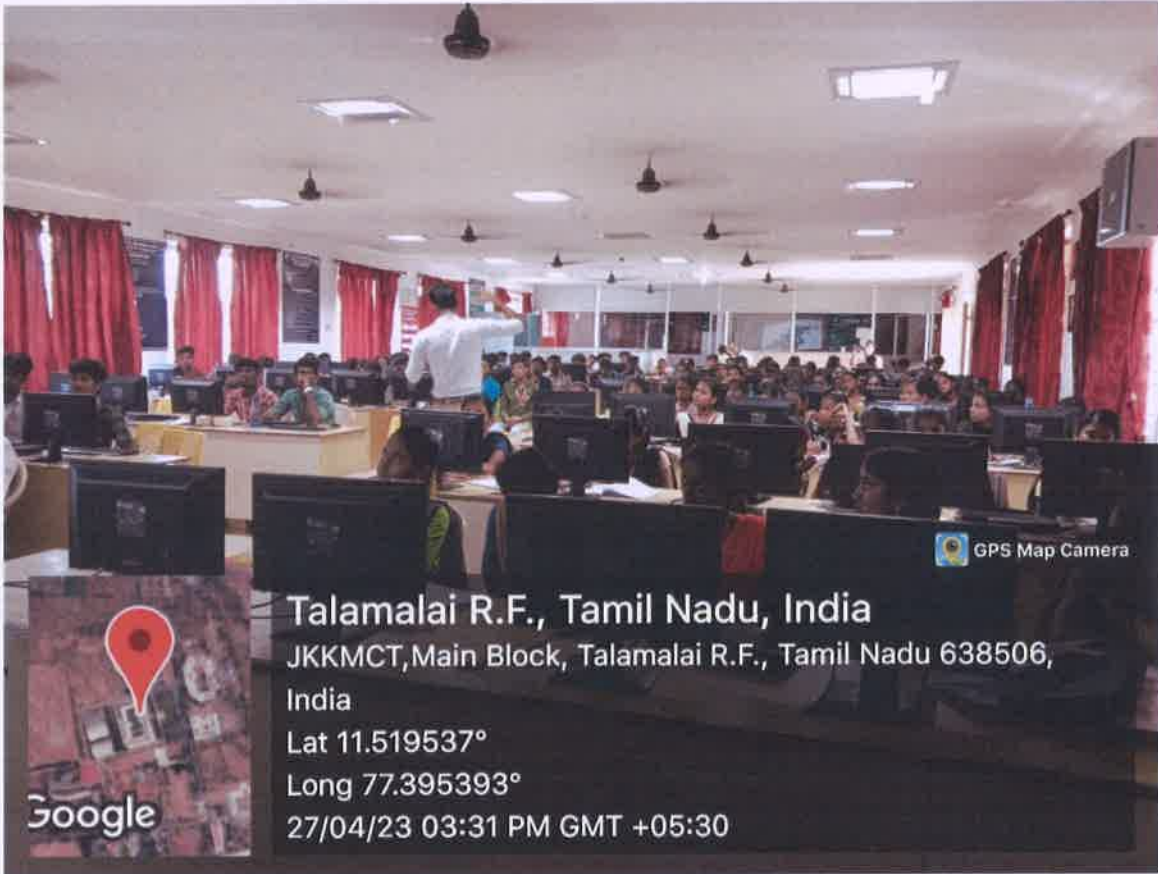 GPS Map Camera
Talamalai R.F., Tamil Nadu, India
JKKMCT,Main Block, Talamalai R.F., Tamil Nadu 638506,
India
Lat 11.519537°
Long 77.395393°
27/04/23 03:31 PM GMT +05:30
Google